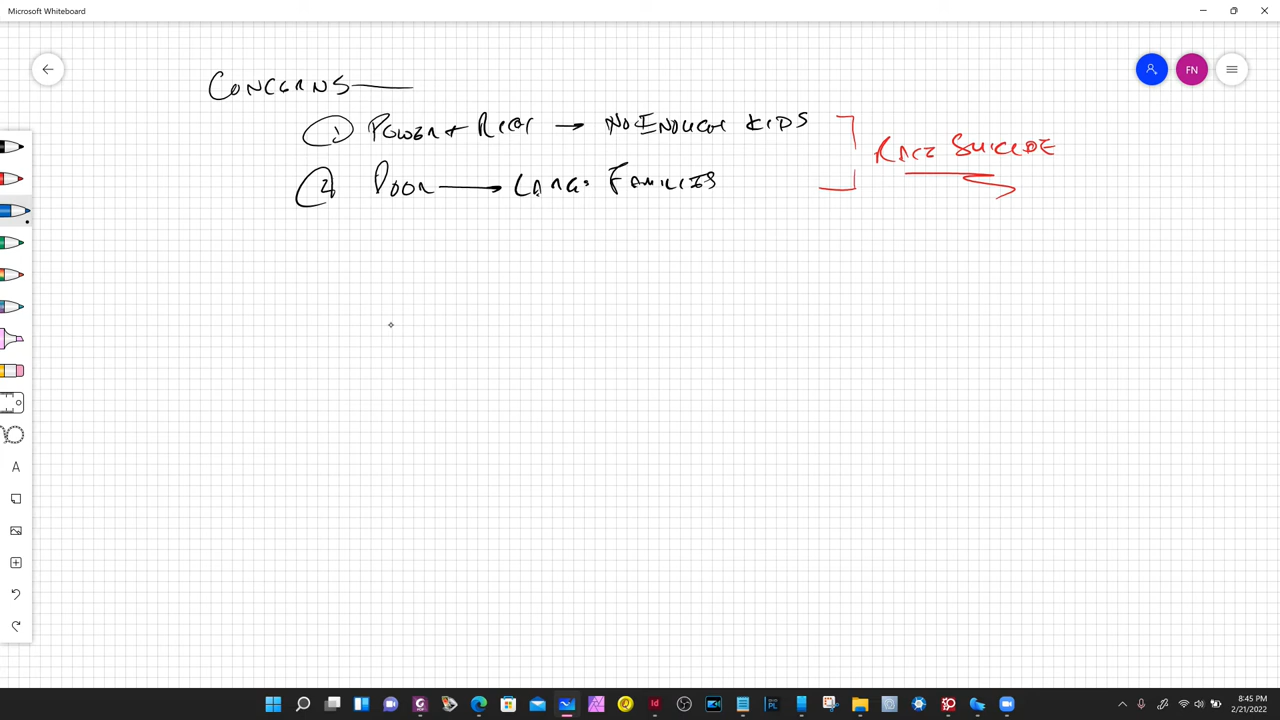 Microsoft Whiteboard
FN
CONCERNS
① POWER + RICH → NOT ENOUGH KIDS
② POOR → LARGE FAMILIES
RACE SUICIDE
A
8:45 PM
2/21/2022